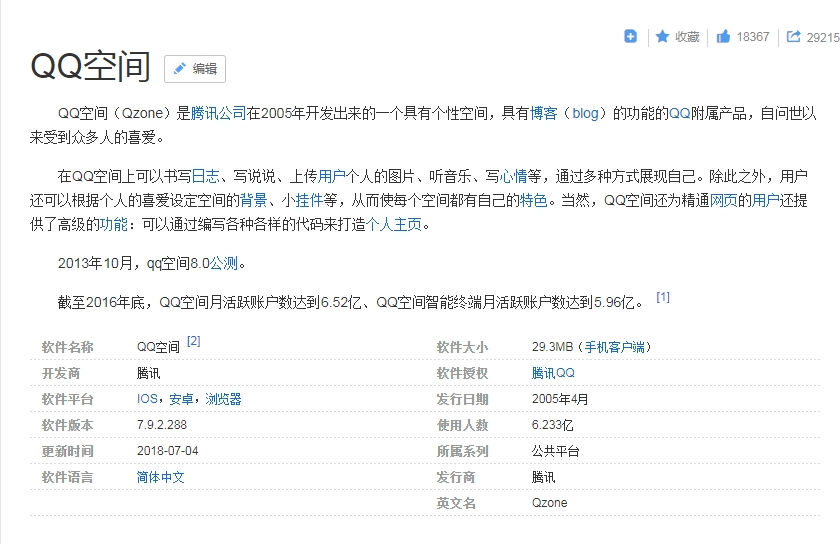 收藏 18367 29215
QQ空间 编辑
QQ空间（Qzone）是腾讯公司在2005年开发出来的一个具有个性空间，具有博客（blog）的功能的QQ附属产品，自问世以
来受到众多人的喜爱。
在QQ空间上可以书写日志、写说说、上传用户个人的图片、听音乐、写心情等，通过多种方式展现自己。除此之外，用户
还可以根据个人的喜爱设定空间的背景、小挂件等，从而使每个空间都有自己的特色。当然，QQ空间还为精通网页的用户还提
供了高级的功能：可以通过编写各种各样的代码来打造个人主页。
2013年10月，qq空间8.0公测。
截至2016年底，QQ空间月活跃账户数达到6.52亿、QQ空间智能终端月活跃账户数达到5.96亿。 [1]
软件名称 QQ空间 [2] 软件大小 29.3MB（手机客户端）
开发商 腾讯 软件授权 腾讯QQ
软件平台 IOS，安卓，浏览器 发行日期 2005年4月
软件版本 7.9.2.288 使用人数 6.233亿
更新时间 2018-07-04 所属系列 公共平台
软件语言 简体中文 发行商 腾讯
英文名 Qzone